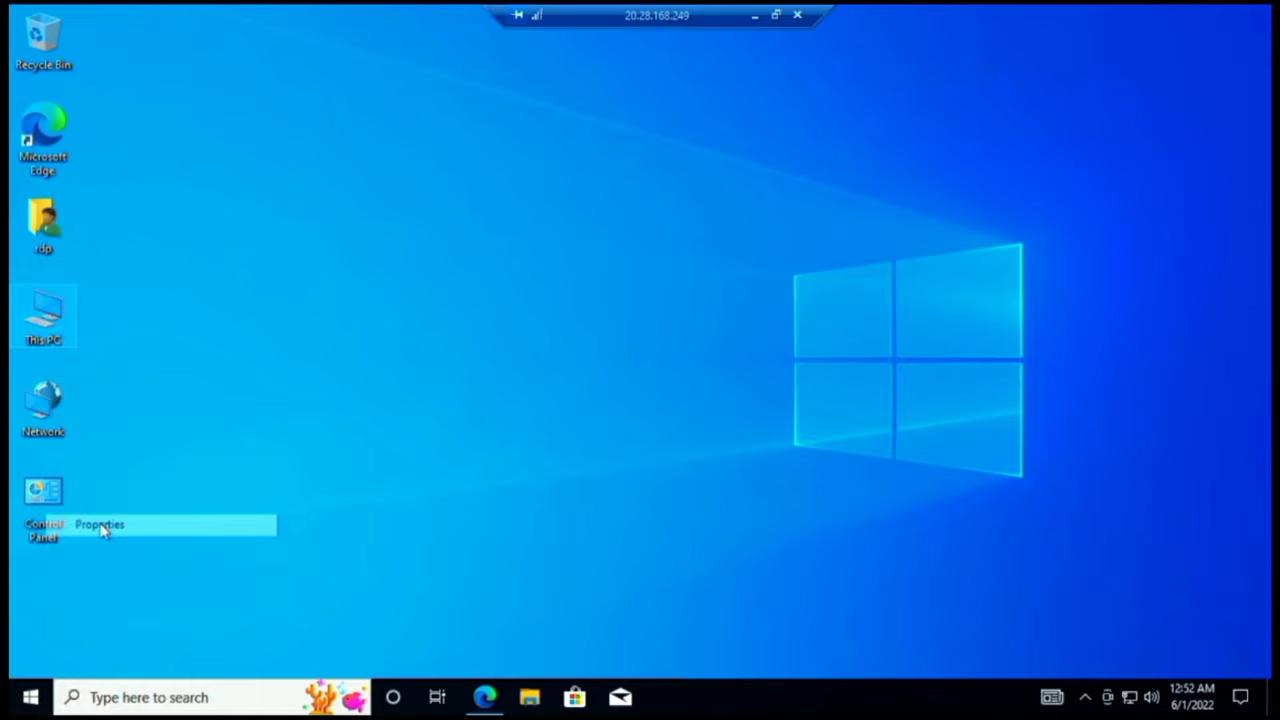 20.28.168.249
Recycle Bin
Microsoft
Edge
rdp
This PC
Network
Control
Panel
Properties
Type here to search
12:52 AM
6/1/2022